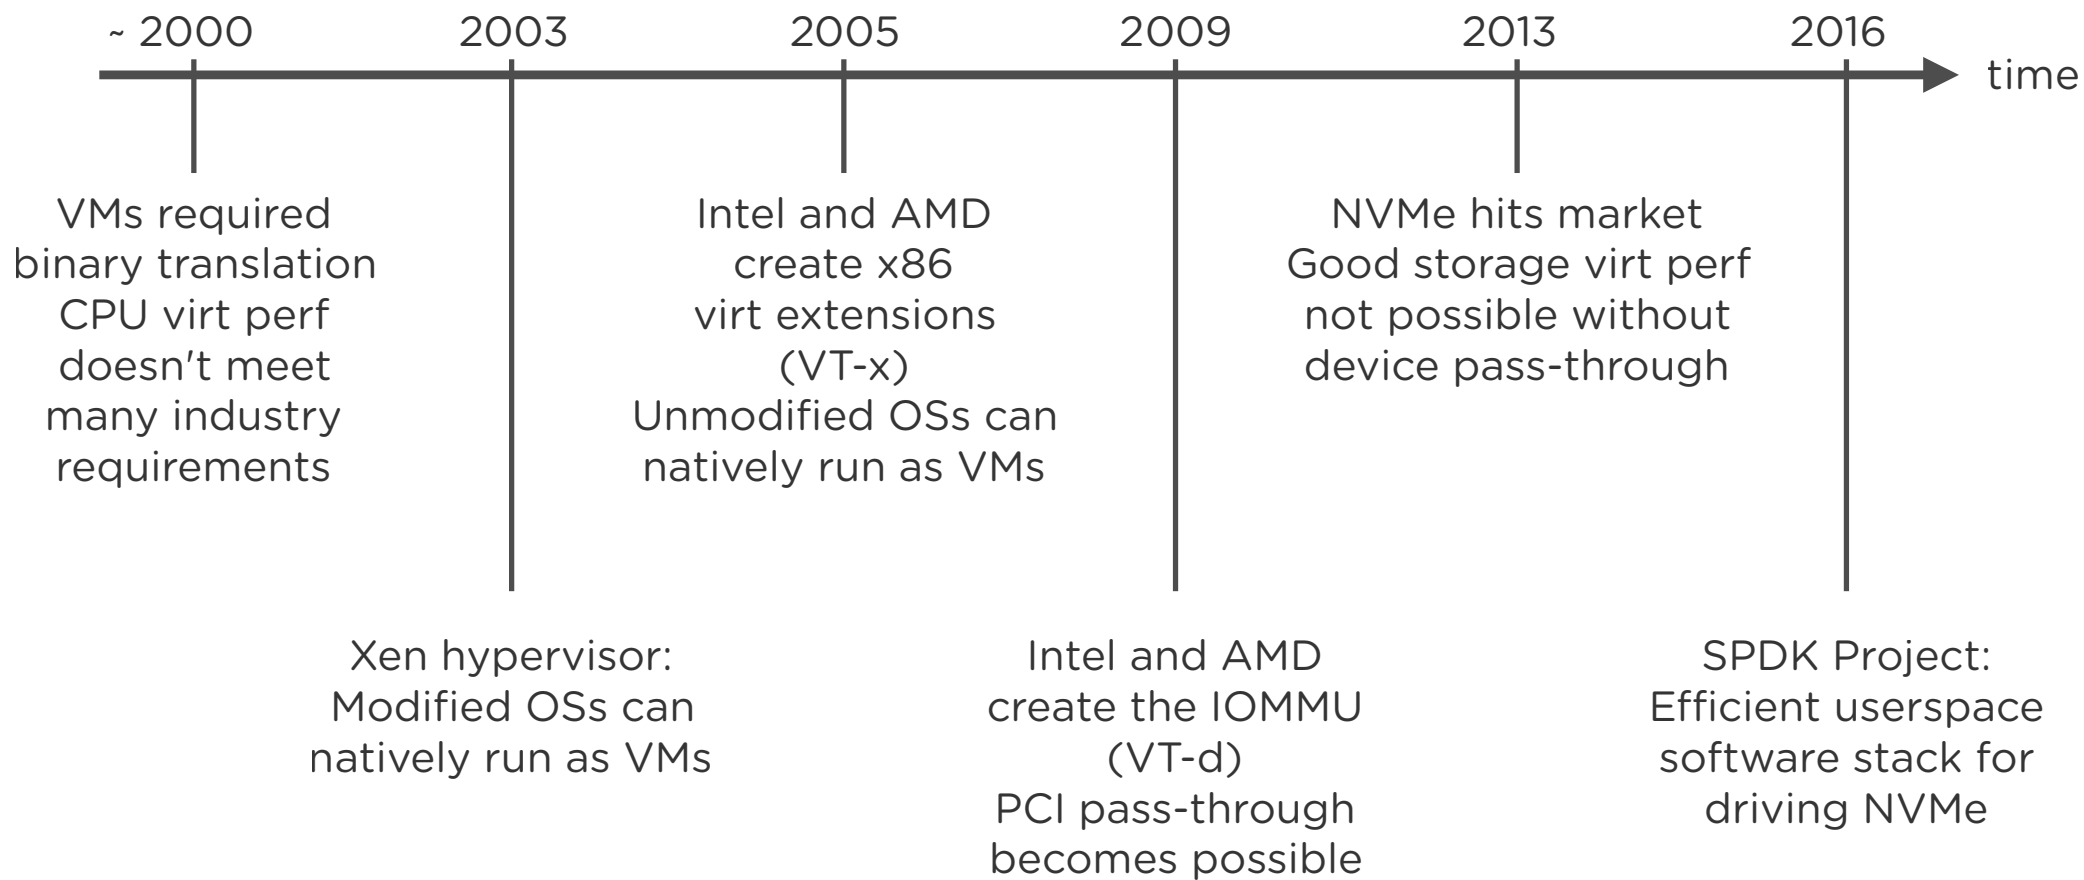 ~ 2000
2003
2005
2009
2013
2016
time
VMs required
binary translation
CPU virt perf
doesn't meet
many industry
requirements
Xen hypervisor:
Modified OSs can
natively run as VMs
Intel and AMD
create x86
virt extensions
(VT-x)
Unmodified OSs can
natively run as VMs
Intel and AMD
create the IOMMU
(VT-d)
PCI pass-through
becomes possible
NVMe hits market
Good storage virt perf
not possible without
device pass-through
SPDK Project:
Efficient userspace
software stack for
driving NVMe